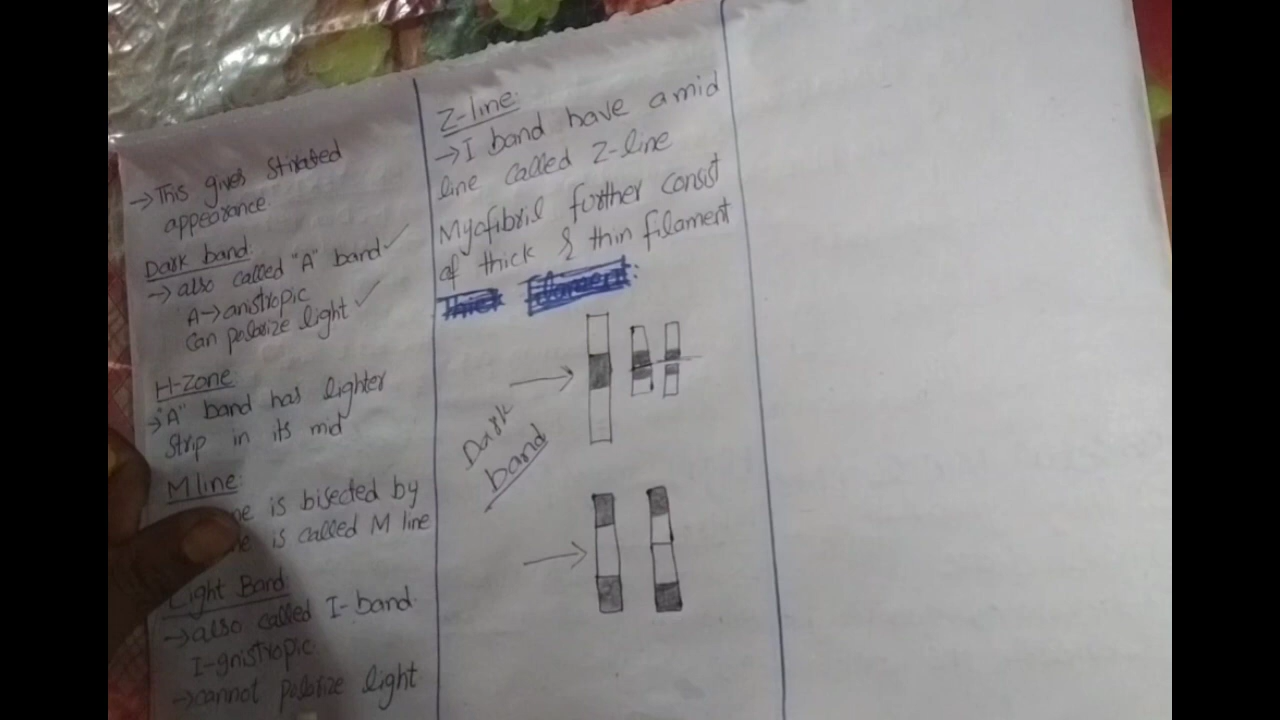 →This gives Strirated
appearance.
Dark band:
→ also called "A" band ✓
A→anistropic
Can polarize light ✓
H-Zone
→"A" band has lighter
Strip in its mid
M line:
is bisected by
is called M line
Light Band
→also called I-band.
I-gnistropic.
→cannot polarize light
Z-line:
→I band have a mid
line called Z-line
Myofibril further consist
of thick & thin filament
Dark
band